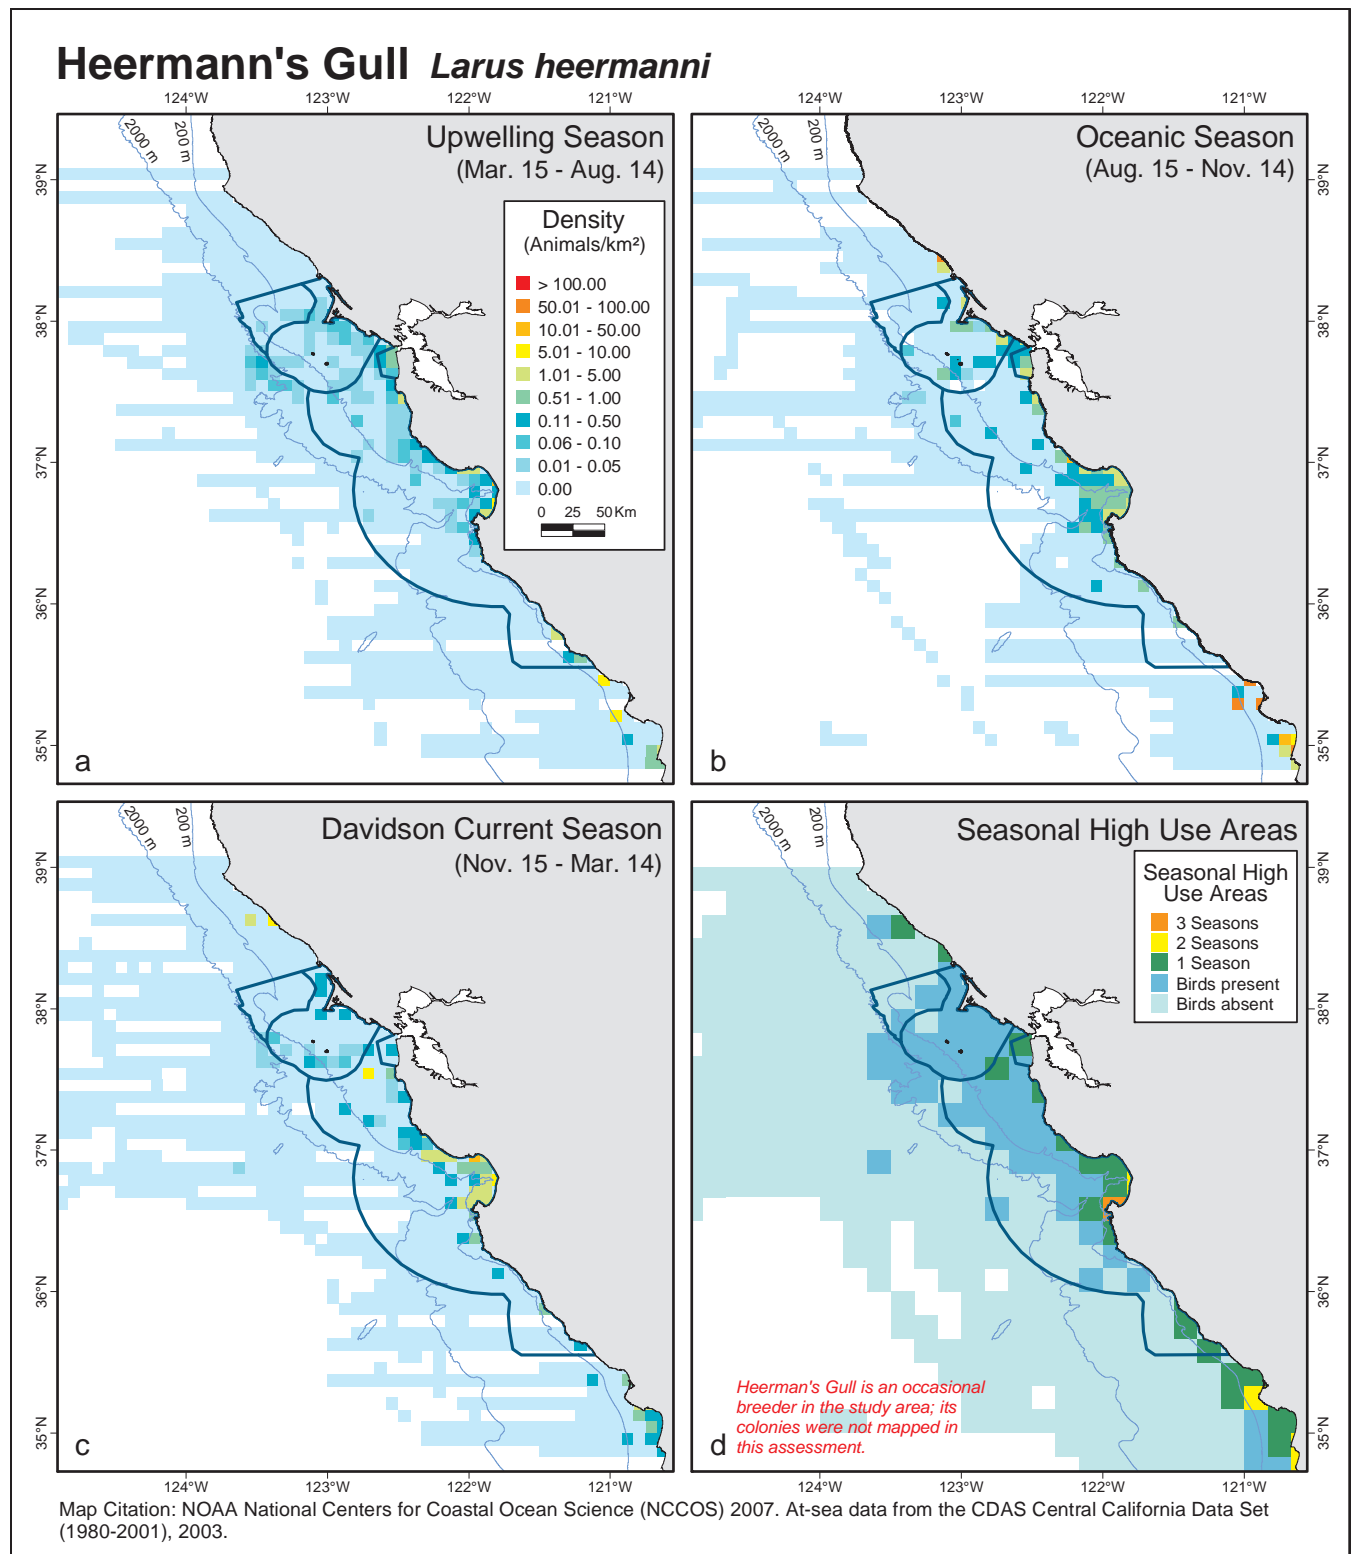 Heermann's Gull Larus heermanni
124°W 123°W 122°W 121°W
124°W 123°W 122°W 121°W
2000 m
200 m
Upwelling Season
(Mar. 15 - Aug. 14)
39°N
38°N
37°N
36°N
35°N
Density
(Animals/km²)
> 100.00
50.01 - 100.00
10.01 - 50.00
5.01 - 10.00
1.01 - 5.00
0.51 - 1.00
0.11 - 0.50
0.06 - 0.10
0.01 - 0.05
0.00
0 25 50 Km
a
2000 m
200 m
Oceanic Season
(Aug. 15 - Nov. 14)
39°N
38°N
37°N
36°N
35°N
b
2000 m
200 m
Davidson Current Season
(Nov. 15 - Mar. 14)
39°N
38°N
37°N
36°N
35°N
c
2000 m
200 m
Seasonal High Use Areas
Seasonal High
Use Areas
3 Seasons
2 Seasons
1 Season
Birds present
Birds absent
39°N
38°N
37°N
36°N
35°N
Heerman's Gull is an occasional
breeder in the study area; its
colonies were not mapped in
this assessment.
d
124°W 123°W 122°W 121°W
124°W 123°W 122°W 121°W
Map Citation: NOAA National Centers for Coastal Ocean Science (NCCOS) 2007. At-sea data from the CDAS Central California Data Set
(1980-2001), 2003.